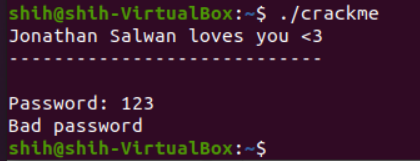 shih@shih-VirtualBox:~$ ./crackme
Jonathan Salwan loves you <3
----------------------------
Password: 123
Bad password
shih@shih-VirtualBox:~$